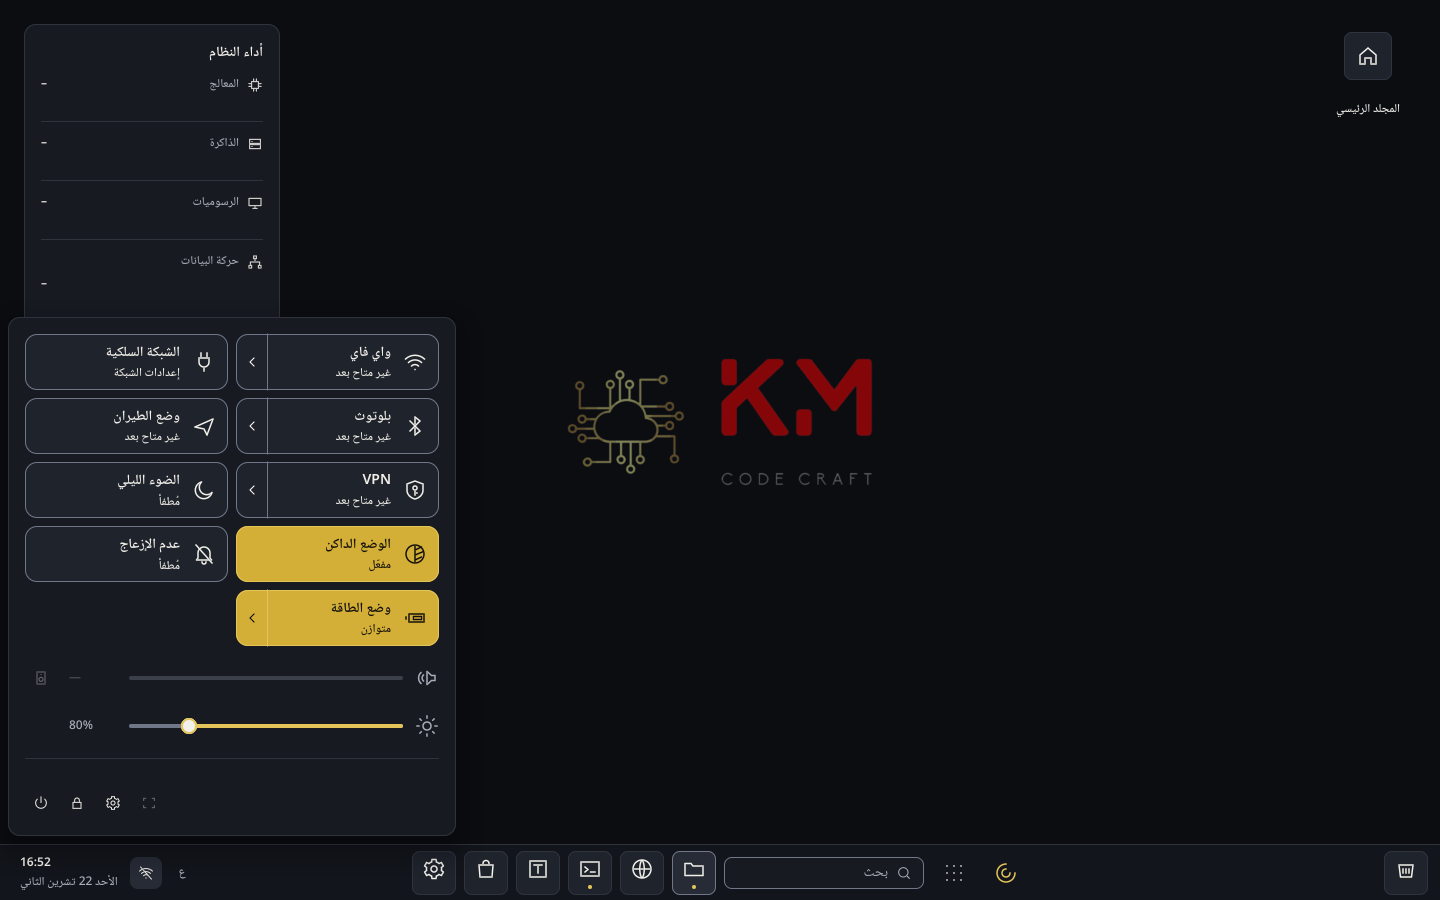 أداء النظام
المعالج
–
الذاكرة
–
الرسوميات
–
حركة البيانات
–
المجلد الرئيسي
واي فاي
غير متاح بعد
الشبكة السلكية
إعدادات الشبكة
بلوتوث
غير متاح بعد
وضع الطيران
غير متاح بعد
VPN
غير متاح بعد
الضوء الليلي
مُطفأ
الوضع الداكن
مفعّل
عدم الإزعاج
مُطفأ
وضع الطاقة
متوازن
—
80%
KM
CODE CRAFT
بحث
ع
16:52
الأحد 22 تشرين الثاني